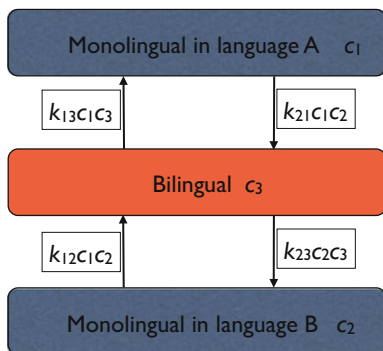 Monolingual in language A c₁
k₁₃c₁c₃
k₂₁c₁c₂
Bilingual c₃
k₁₂c₁c₂
k₂₃c₂c₃
Monolingual in language B c₂